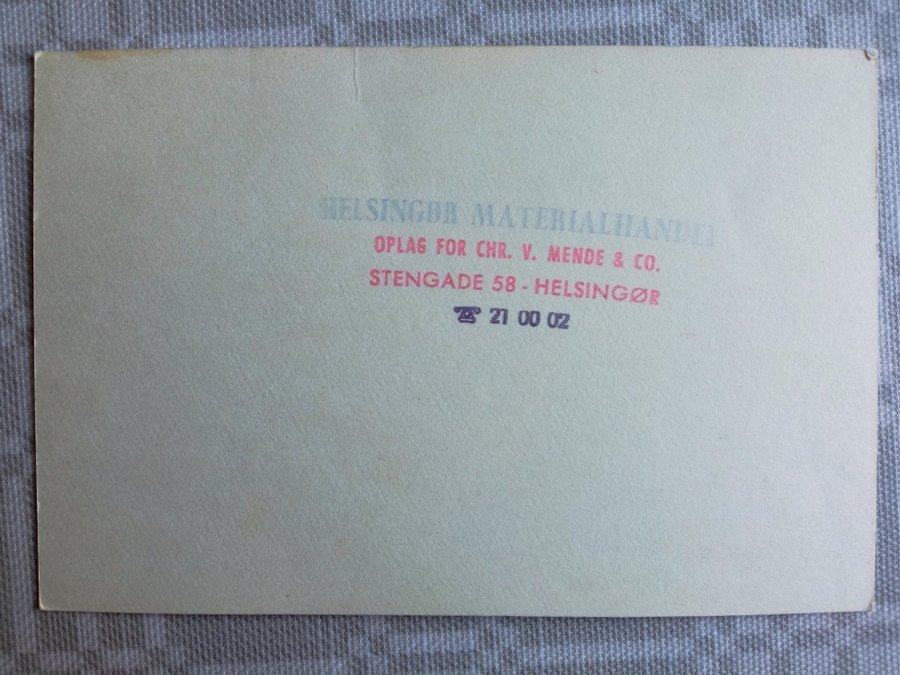 HELSINGØR MATERIALHANDEL
OPLAG FOR CHR. V. MENDE & CO.
STENGADE 58 - HELSINGØR
☎ 21 00 02